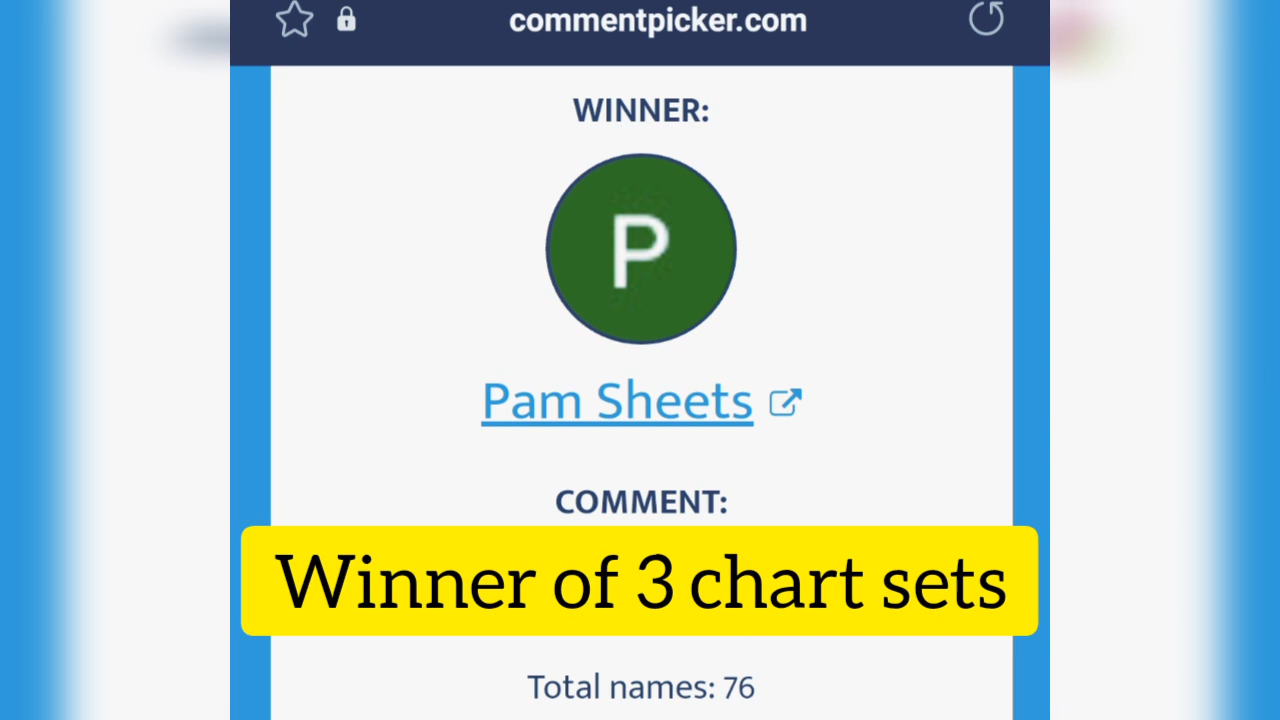 commentpicker.com
WINNER:
P
Pam Sheets
COMMENT:
Winner of 3 chart sets
Total names: 76